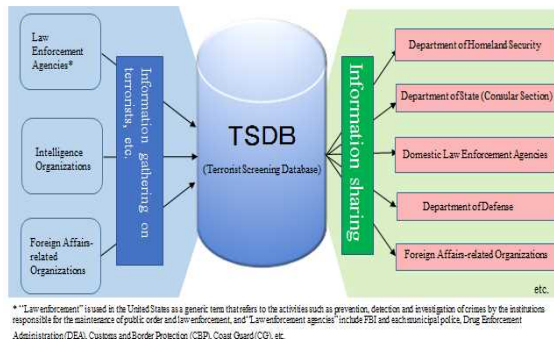 Law
Enforcement
Agencies*
Intelligence
Organizations
Foreign Affair-
related
Organizations
Information gathering on
terrorists, etc.
TSDB
(Terrorist Screening Database)
Information sharing
Department of Homeland Security
Department of State (Consular Section)
Domestic Law Enforcement Agencies
Department of Defense
Foreign Affair-related Organizations
etc.
* "Law enforcement" is used in the United States as a generic term that refers to the activities such as prevention, detection and investigation of crimes by the institutions
responsible for the maintenance of public order and law enforcement, and "Law enforcement agencies" include FBI and each municipal police, Drug Enforcement
Administration (DEA), Customs and Border Protection (CBP), Coast Guard (CG), etc.